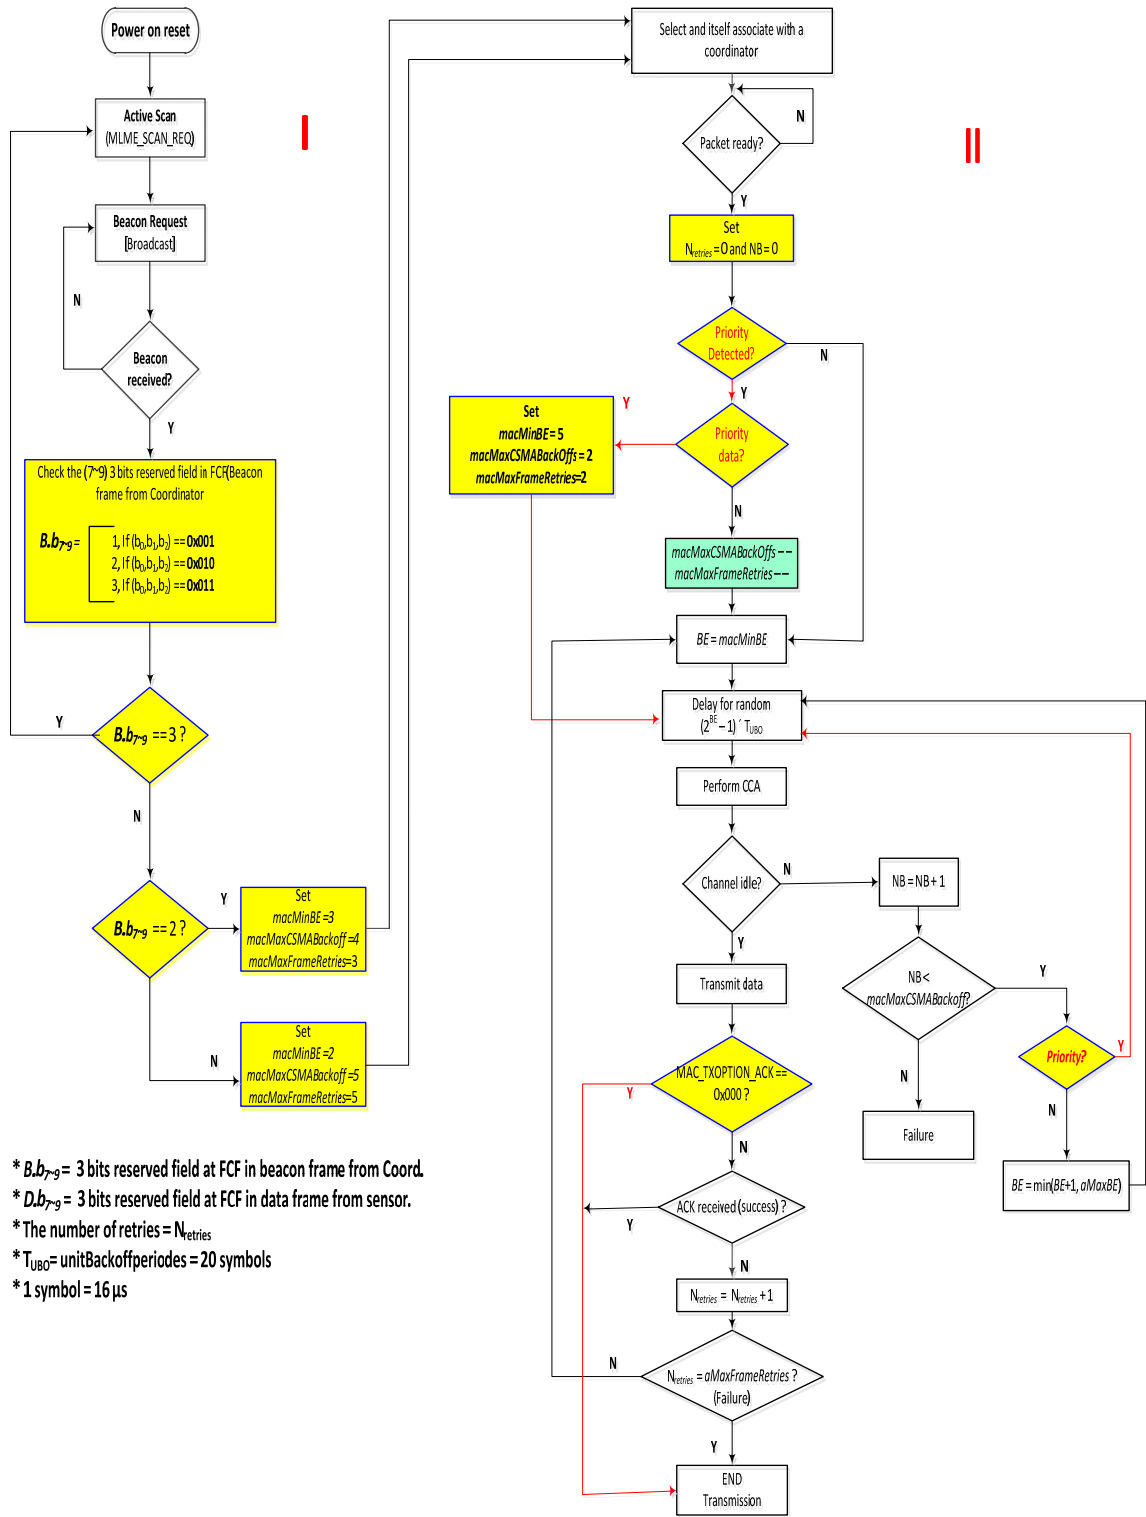 Power on reset
Active Scan
(MLME_SCAN_REQ)
I
Beacon Request
[Broadcast]
N
Beacon
received?
Y
Check the (7~9) 3 bits reserved field in FCF(Beacon
frame from Coordinator
B.b7~9 =
1, If (b0,b1,b2) == 0x001
2, If (b0,b1,b2) == 0x010
3, If (b0,b1,b2) == 0x011
Y
B.b7~9 == 3 ?
N
B.b7~9 == 2 ?
Y
Set
macMinBE =3
macMaxCSMABackoff =4
macMaxFrameRetries=3
N
Set
macMinBE =2
macMaxCSMABackoff =5
macMaxFrameRetries=5
* B.b7~9 = 3 bits reserved field at FCF in beacon frame from Coord.
* D.b7~9 = 3 bits reserved field at FCF in data frame from sensor.
* The number of retries = Nretries
* TUBO= unitBackoffperiodes = 20 symbols
* 1 symbol = 16 µs
Select and itself associate with a
coordinator
II
Packet ready?
N
Y
Set
Nretries = 0 and NB = 0
Priority
Detected?
N
Y
Priority
data?
Y
Set
macMinBE = 5
macMaxCSMABackOffs = 2
macMaxFrameRetries=2
N
macMaxCSMABackOffs – –
macMaxFrameRetries – –
BE = macMinBE
Delay for random
(2BE – 1) ´ TUBO
Perform CCA
Channel idle?
N
NB = NB + 1
Y
NB <
macMaxCSMABackoff?
Y
Priority?
Y
N
Failure
N
BE = min(BE+1, aMaxBE)
Transmit data
MAC_TXOPTION_ACK ==
0x000 ?
Y
N
ACK received (success) ?
Y
N
Nretries = Nretries + 1
Nretries = aMaxFrameRetries ?
(Failure)
N
Y
END
Transmission